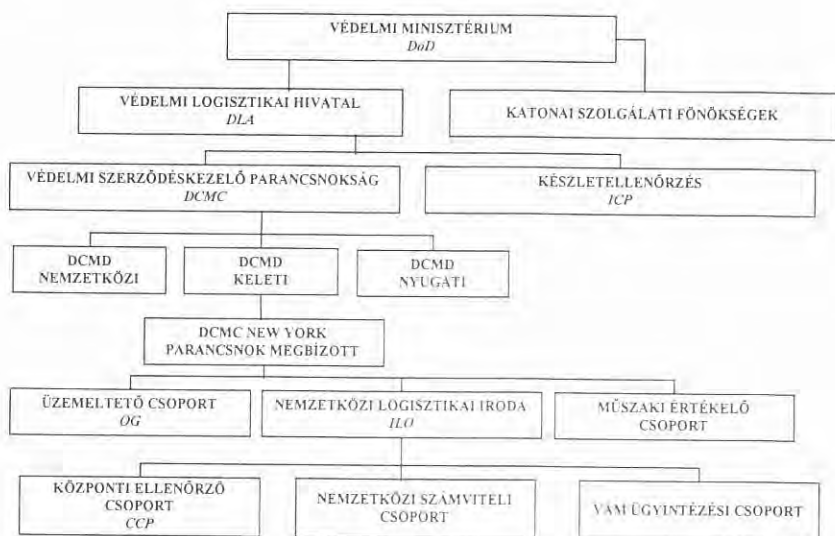 VÉDELMI MINISZTÉRIUM
DoD
VÉDELMI LOGISZTIKAI HIVATAL
DLA
KATONAI SZOLGÁLATI FŐNÖKSÉGEK
VÉDELMI SZERZŐDÉSKEZELŐ PARANCSNOKSÁG
DCMC
KÉSZLETELLENŐRZÉS
ICP
DCMD
NEMZETKÖZI
DCMD
KELETI
DCMD
NYUGATI
DCMC NEW YORK
PARANCSNOK MEGBÍZOTT
ÜZEMELTETŐ CSOPORT
OG
NEMZETKÖZI LOGISZTIKAI IRODA
ILO
MŰSZAKI ÉRTÉKELŐ
CSOPORT
KÖZPONTI ELLENŐRZŐ
CSOPORT
CCP
NEMZETKÖZI SZÁMVITELI
CSOPORT
VÁM ÜGYINTÉZÉSI CSOPORT